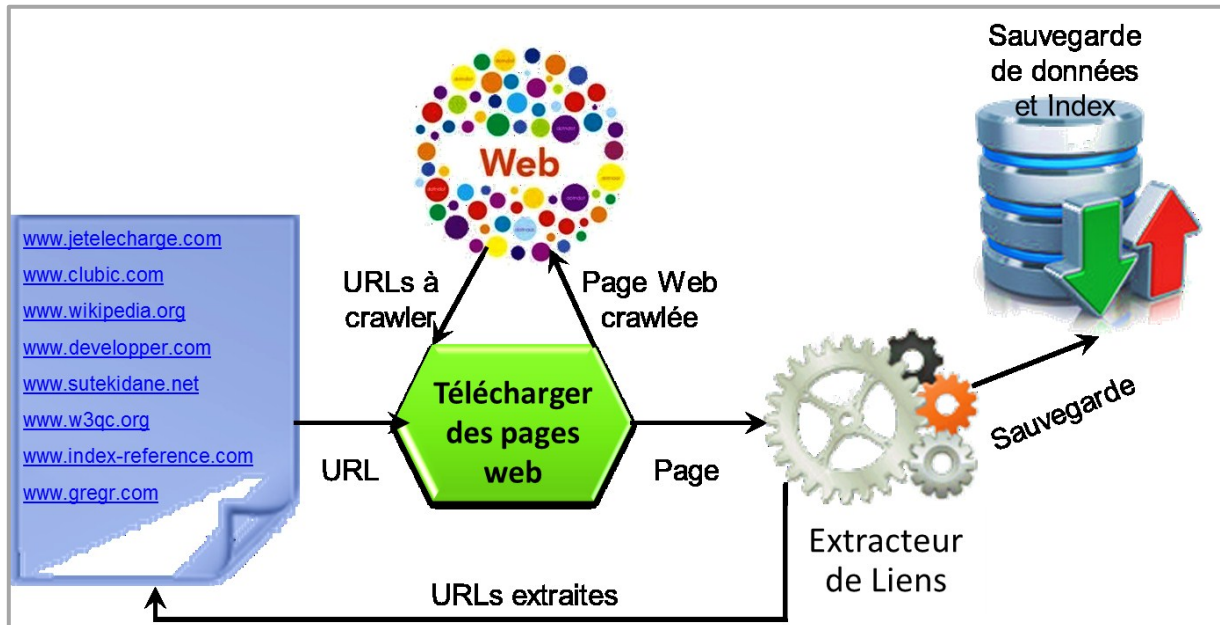 Sauvegarde
de données
et Index
Web
www.jetelecharge.com
www.clubic.com
www.wikipedia.org
www.developper.com
www.sutekidane.net
www.w3qc.org
www.index-reference.com
www.gregr.com
URLs à
crawler
Page Web
crawlée
Télécharger
des pages
web
URL
Page
Sauvegarde
Extracteur
de Liens
URLs extraites